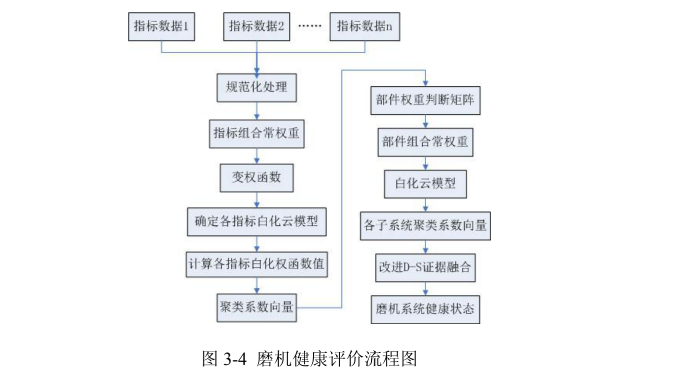 指标数据1
指标数据2
……
指标数据n
规范化处理
指标组合常权重
变权函数
确定各指标白化云模型
计算各指标白化权函数值
聚类系数向量
部件权重判断矩阵
部件组合常权重
白化云模型
各子系统聚类系数向量
改进D-S证据融合
磨机系统健康状态
图 3-4 磨机健康评价流程图